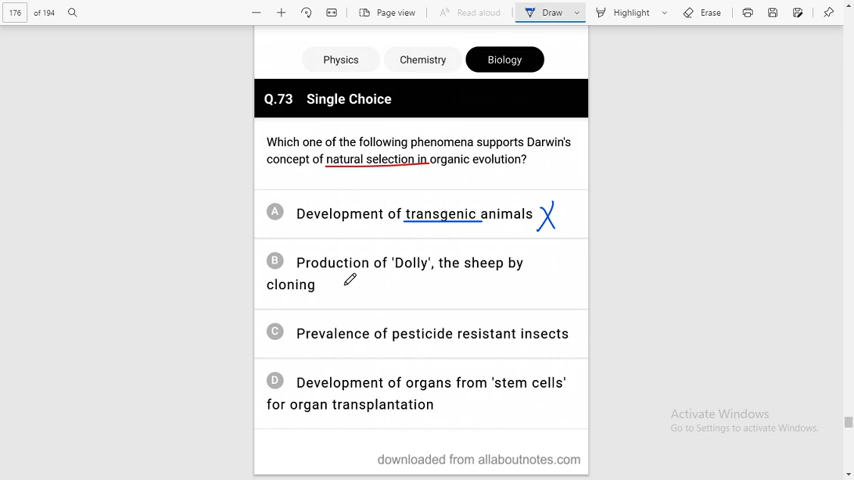 176 of 194 Page view Read aloud Draw Highlight Erase
Physics Chemistry Biology
Q.73 Single Choice
Which one of the following phenomena supports Darwin's
concept of natural selection in organic evolution?
A Development of transgenic animals X
B Production of 'Dolly', the sheep by
cloning
C Prevalence of pesticide resistant insects
D Development of organs from 'stem cells'
for organ transplantation
Activate Windows
Go to Settings to activate Windows.
downloaded from allaboutnotes.com